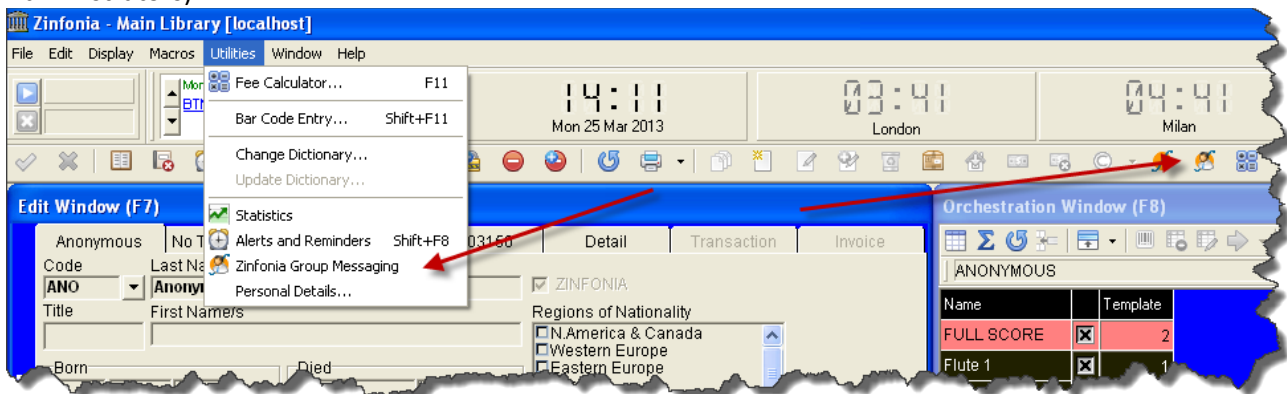 Zinfonia - Main Library [localhost]
File Edit Display Macros Utilities Window Help
Fee Calculator... F11
Bar Code Entry... Shift+F11
Change Dictionary...
Update Dictionary...
Statistics
Alerts and Reminders Shift+F8
Zinfonia Group Messaging
Personal Details...
14:11
Mon 25 Mar 2013
03:41
London
04:41
Milan
Edit Window (F7)
Anonymous No T 03160 Detail Transaction Invoice
Code Last Na
ANO Anony
ZINFONIA
Title First Name/s
Regions of Nationality
N.America & Canada
Western Europe
Eastern Europe
Born Died
Orchestration Window (F8)
ANONYMOUS
Name Template
FULL SCORE 2
Flute 1 1